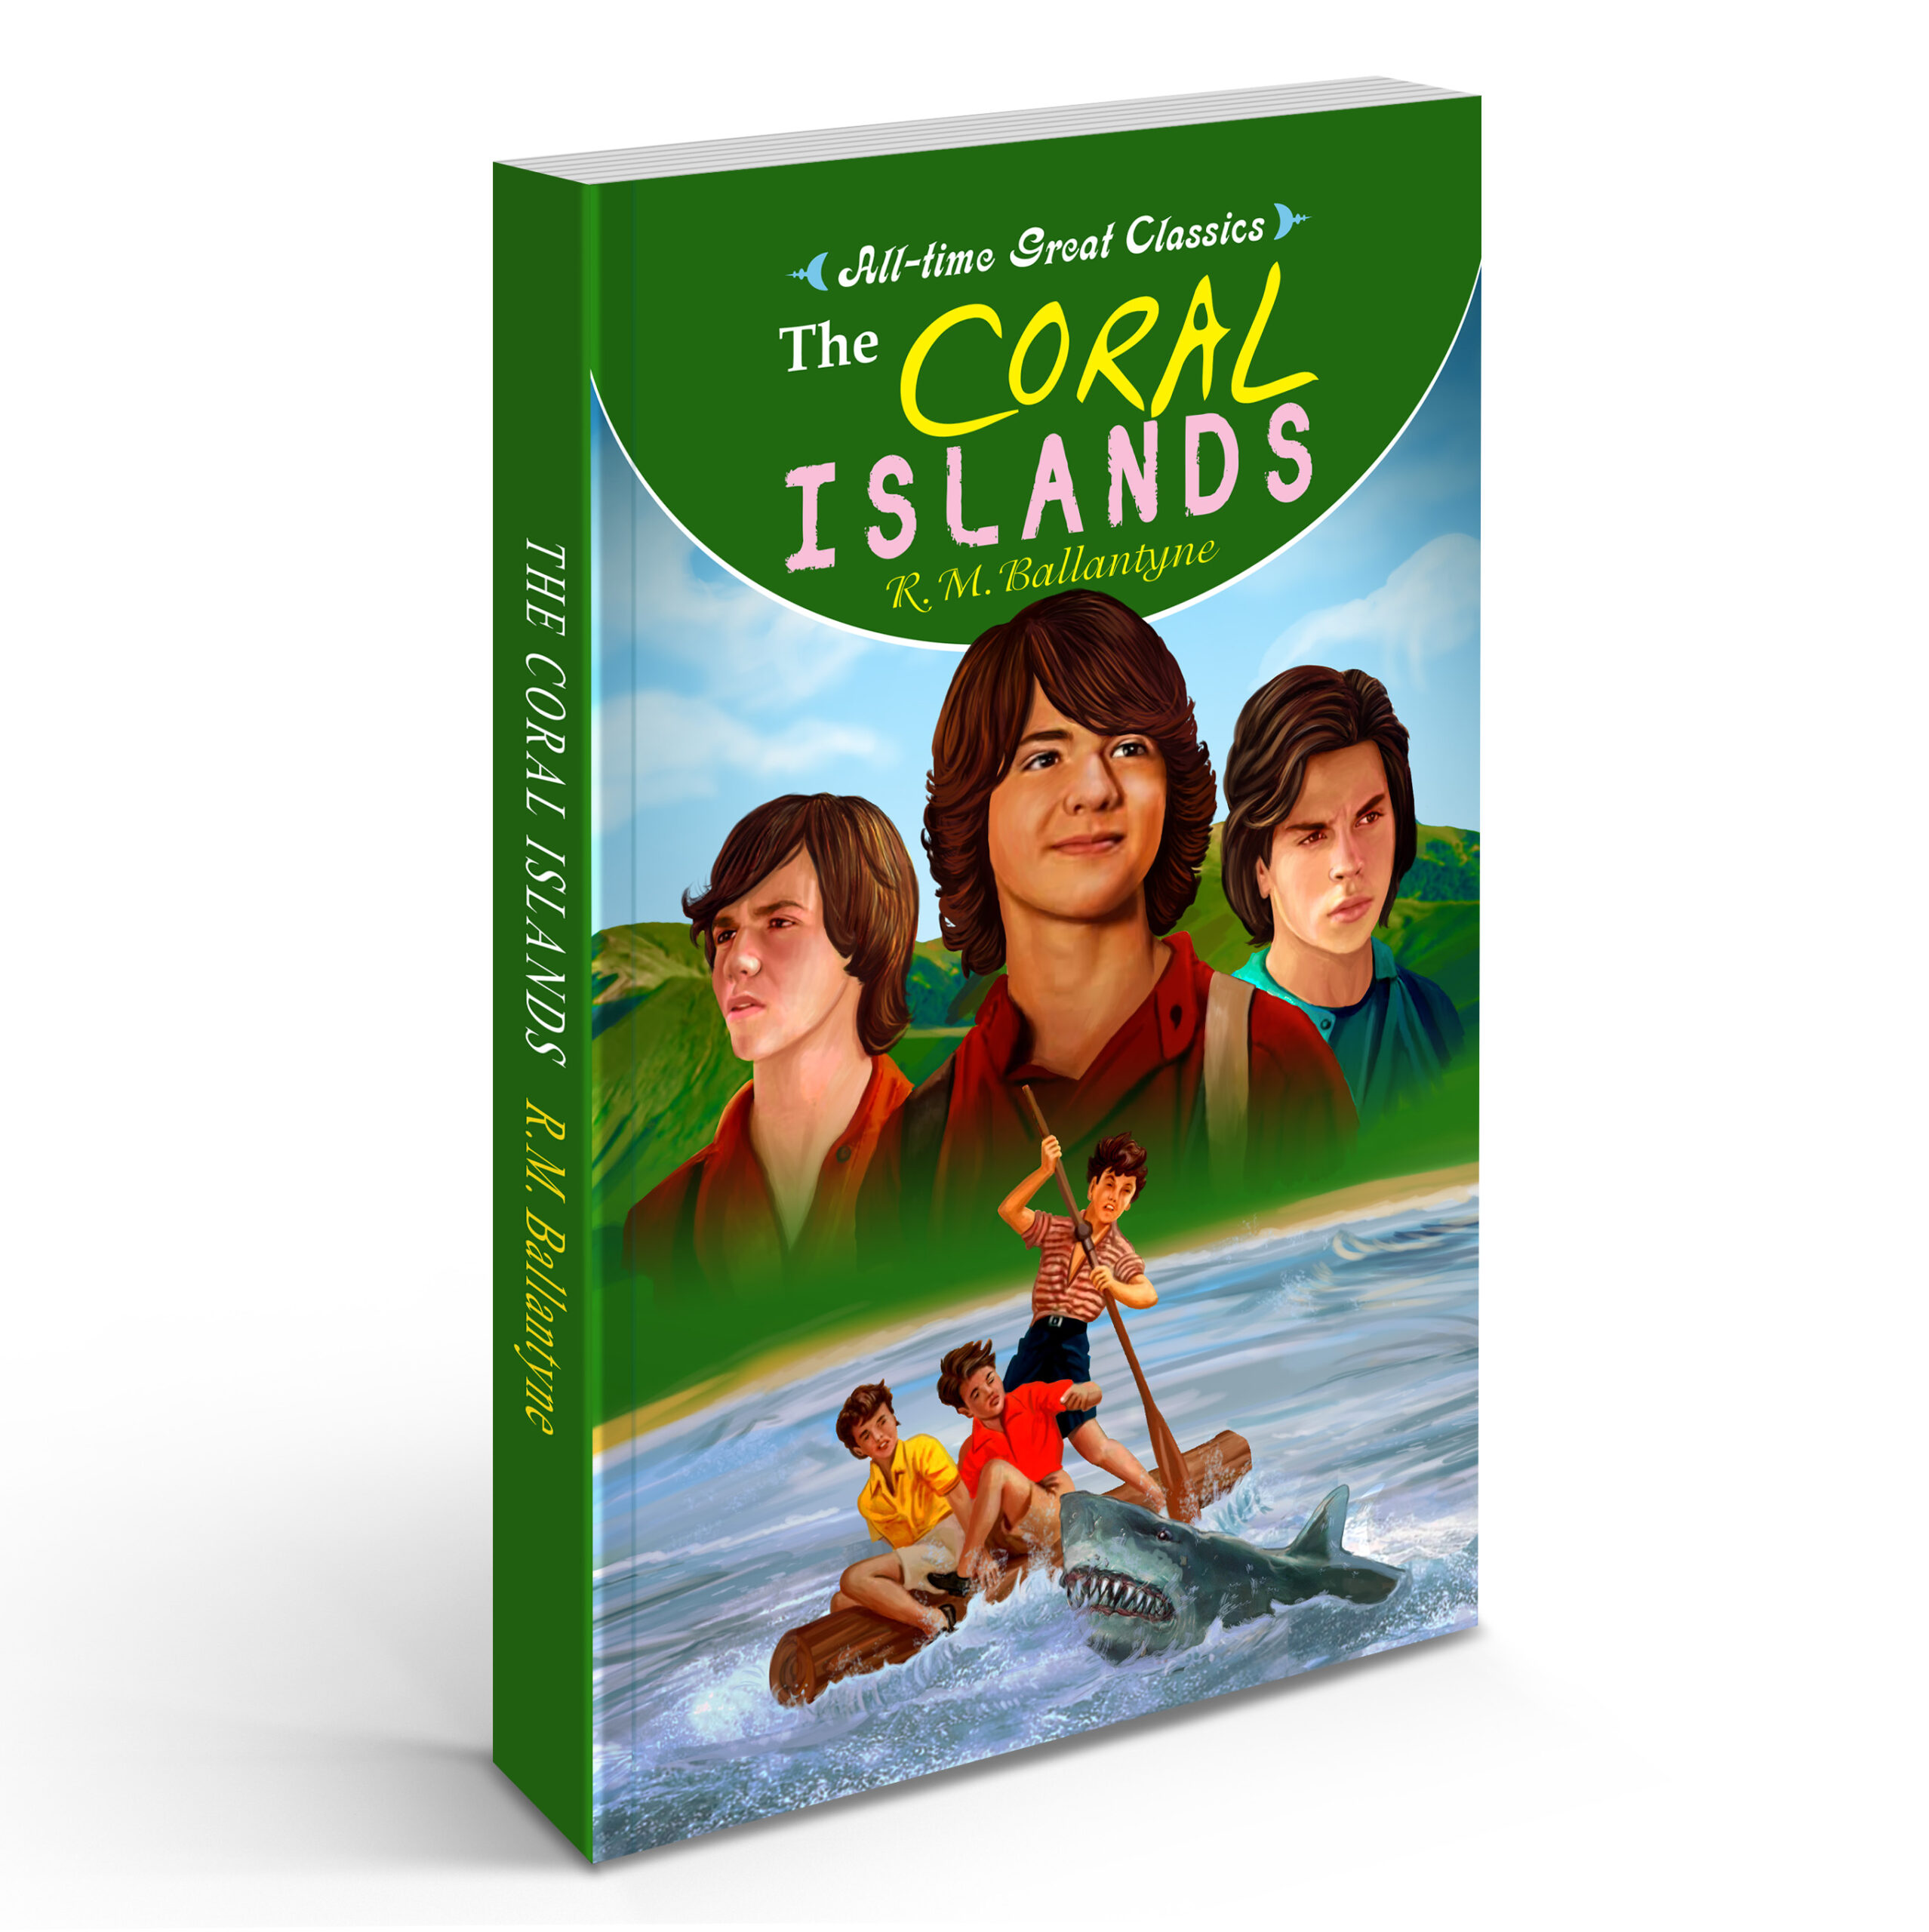 All-time Great Classics
The CORAL
ISLANDS
R. M. Ballantyne
THE CORAL ISLANDS R.M. Ballantyne